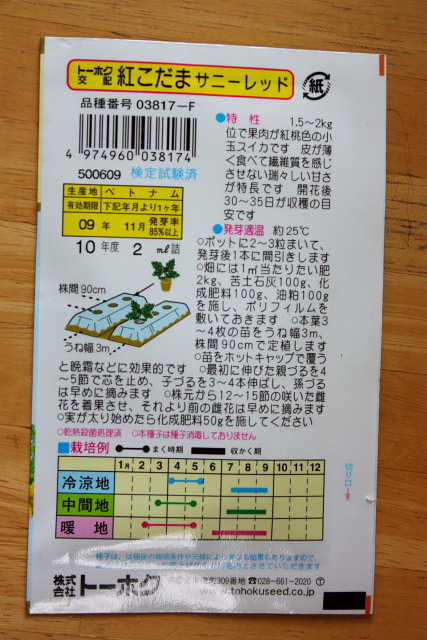 トーホク交配 紅こだま サニーレッド
紙
品種番号 03817-F
4 974960 038174
500609 検定試験済
生産地 ベトナム
有効期限 下記年月より1ヶ年
09 年 11月 発芽率85%以上
10 年度 2 ml詰
●特性 1.5〜2kg
位で果肉が紅桃色の小
玉スイカです 皮が薄
く食べて繊維質を感じ
させない瑞々しい甘さ
が特長です 開花後
30〜35日が収穫の目
安です
●発芽適温 約25℃
○ポットに2〜3粒まいて、
発芽後1本に間引きします
○畑には1㎡当たりたい肥
2kg、苦土石灰100g、化
成肥料100g、油粕100g
を施し、ポリフィルムを
敷いておきます ○本葉3
〜4枚の苗をうね幅3m、
株間90cmで定植します
○苗をホットキャップで覆う
株間90cm
うね幅3m
と晩霜などに効果的です ○最初に伸びた親づるを4
〜5節で芯を止め、子づるを3〜4本伸ばし、孫づる
は早めに摘みます ○株元から12〜15節の咲いた雌
花を着果させ、それより前の雌花は早めに摘みます
○実が太り始めたら化成肥料50gを施してください
○乾熱殺菌処理済 ○本種子は種子消毒しておりません
■栽培例 まく時期 収かく期
1月 2 3 4 5 6 7 8 9 10 11 12
冷涼地
中間地
暖地
株式会社 トーホク
309番地 ☎028-661-2020
www.tohokuseed.co.jp